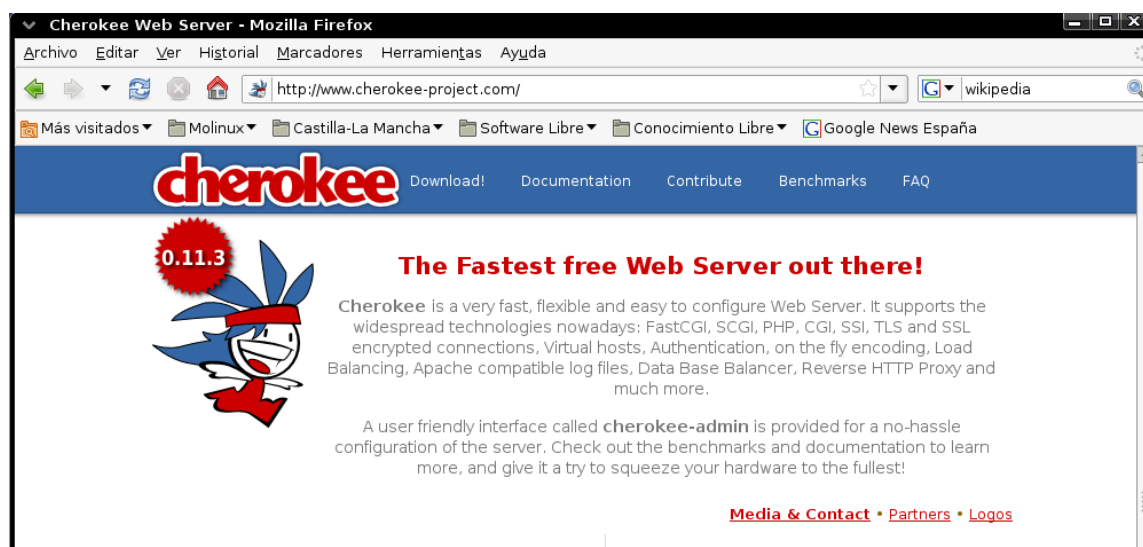 Cherokee Web Server - Mozilla Firefox
Archivo Editar Ver Historial Marcadores Herramientas Ayuda
http://www.cherokee-project.com/ G wikipedia
Más visitados Molinux Castilla-La Mancha Software Libre Conocimiento Libre G Google News España
cherokee Download! Documentation Contribute Benchmarks FAQ
0.11.3
The Fastest free Web Server out there!
Cherokee is a very fast, flexible and easy to configure Web Server. It supports the
widespread technologies nowadays: FastCGI, SCGI, PHP, CGI, SSI, TLS and SSL
encrypted connections, Virtual hosts, Authentication, on the fly encoding, Load
Balancing, Apache compatible log files, Data Base Balancer, Reverse HTTP Proxy and
much more.
A user friendly interface called cherokee-admin is provided for a no-hassle
configuration of the server. Check out the benchmarks and documentation to learn
more, and give it a try to squeeze your hardware to the fullest!
Media & Contact • Partners • Logos